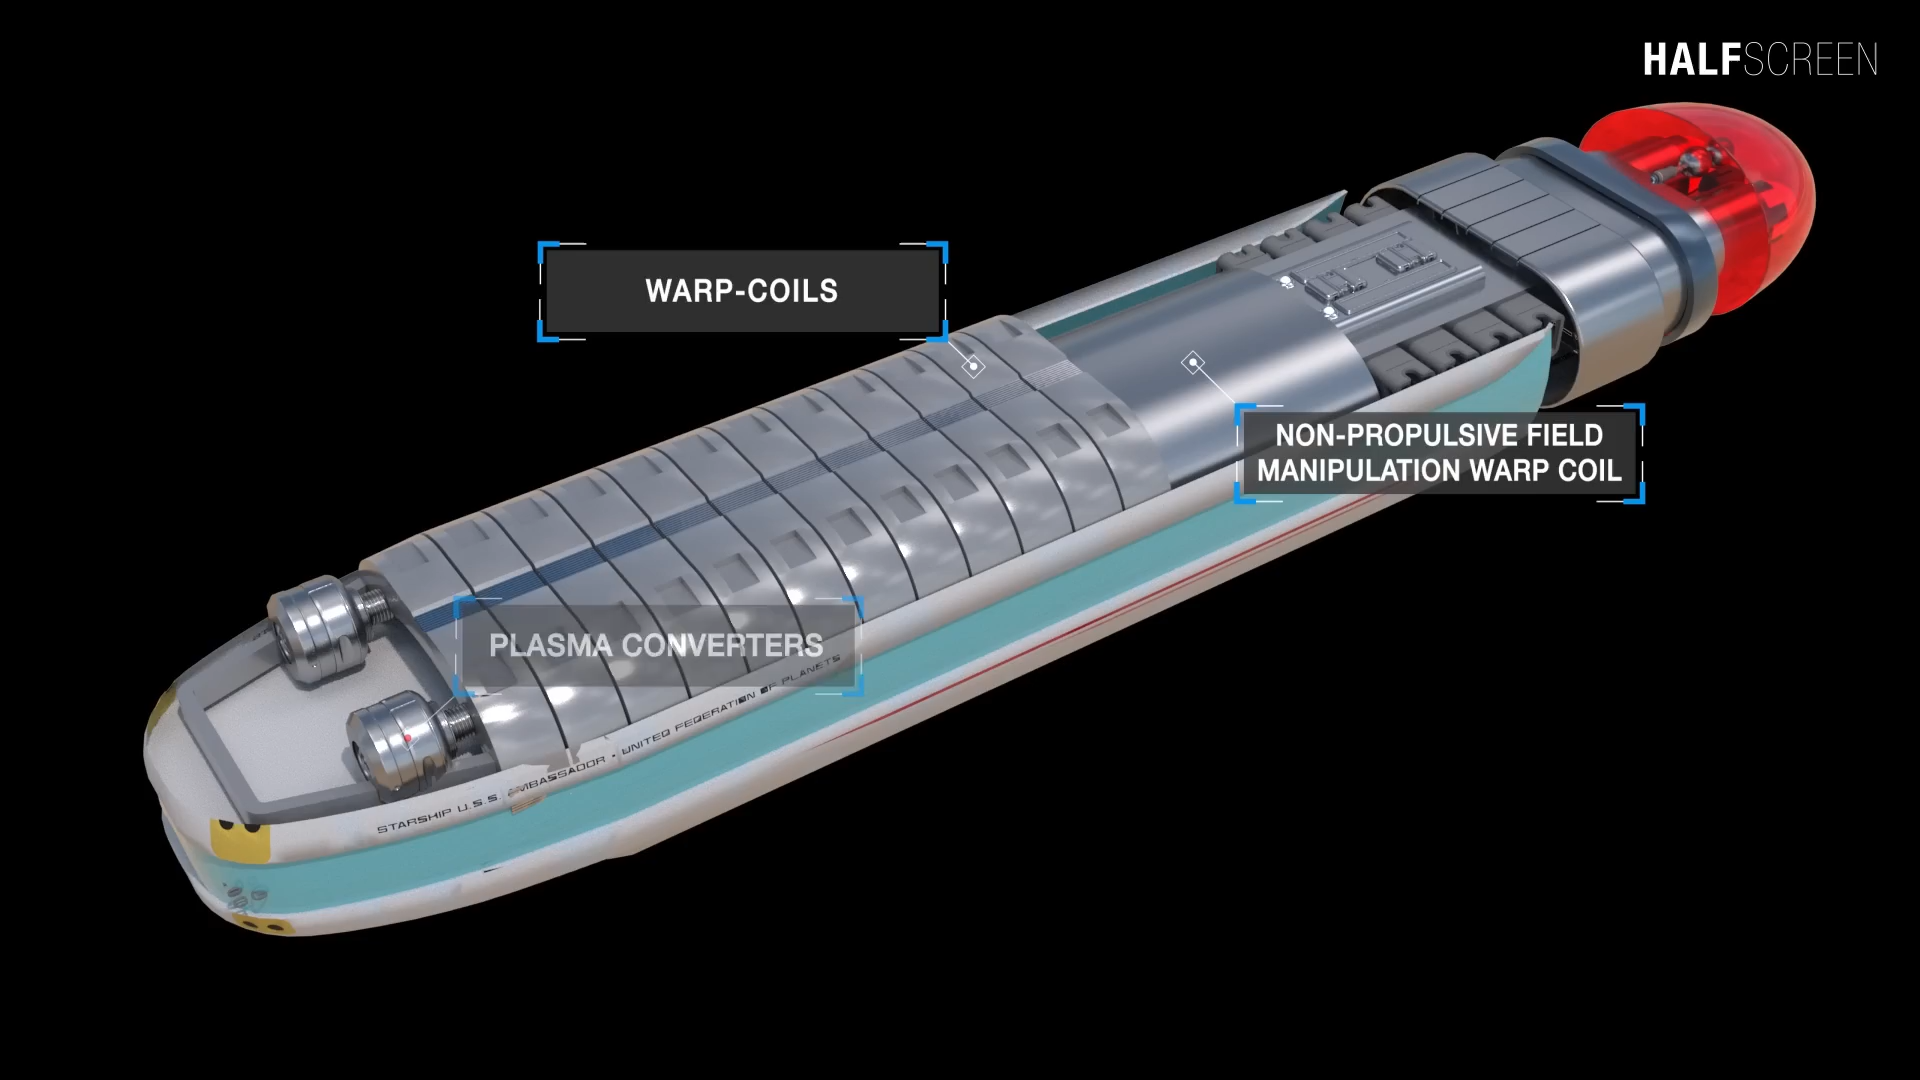 HALFSCREEN
WARP-COILS
NON-PROPULSIVE FIELD
MANIPULATION WARP COIL
PLASMA CONVERTERS
STARSHIP U.S.S. AMBASSADOR - UNITED FEDERATION OF PLANETS